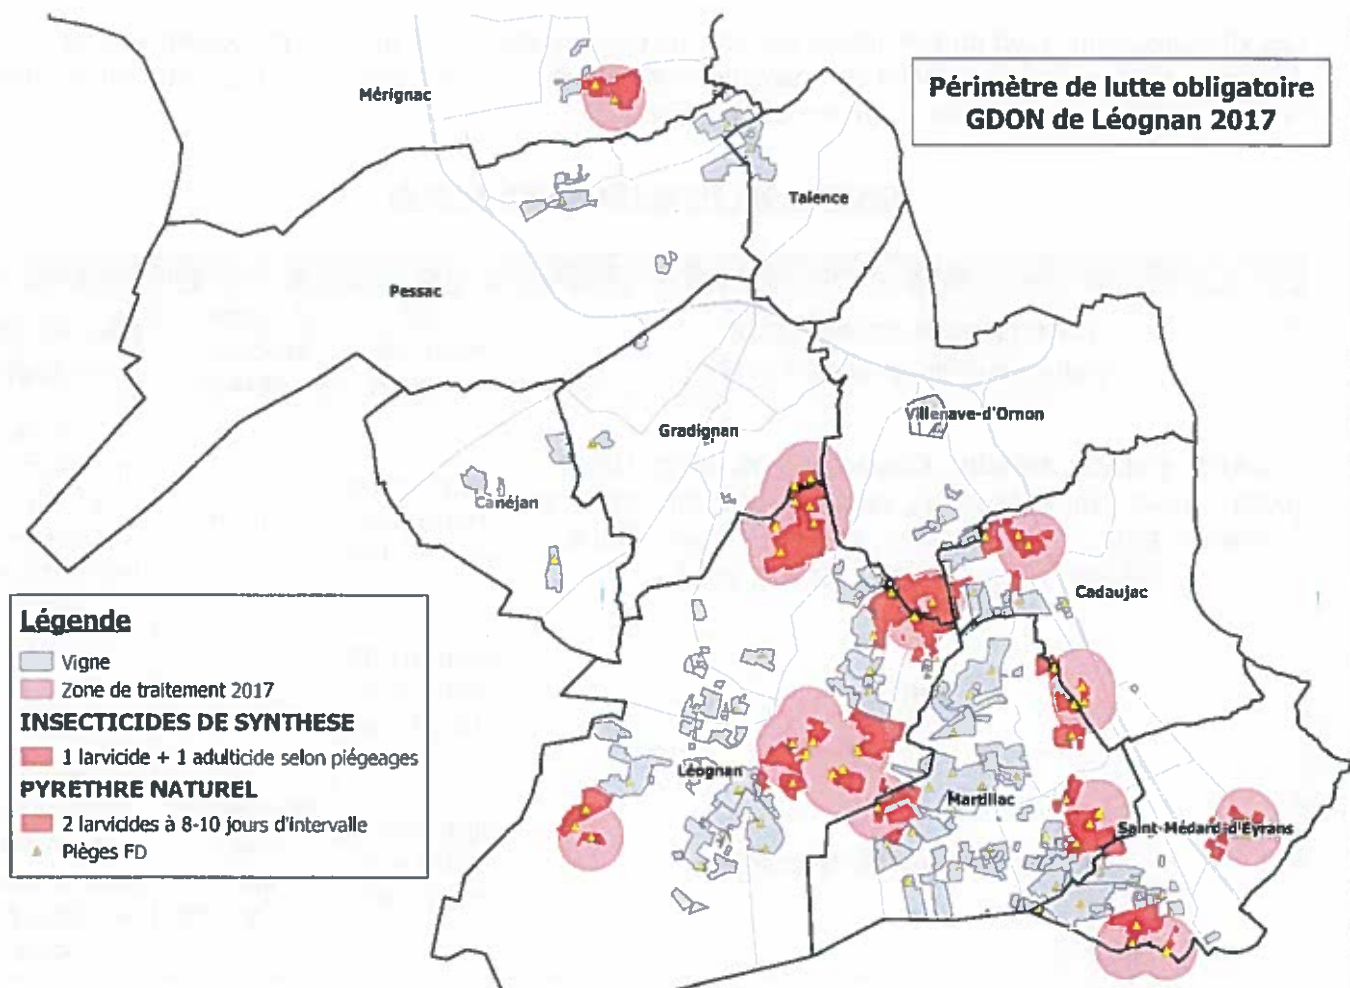 Périmètre de lutte obligatoire
GDON de Léognan 2017
Mérignac
Talence
Pessac
Gradignan
Villenave-d'Ornon
Canéjan
Cadaujac
Léognan
Martillac
Saint-Médard-d'Eyrans
Légende
Vigne
Zone de traitement 2017
INSECTICIDES DE SYNTHESE
1 larvicide + 1 adulticide selon piégeages
PYRETHRE NATUREL
2 larvicides à 8-10 jours d'intervalle
Pièges FD